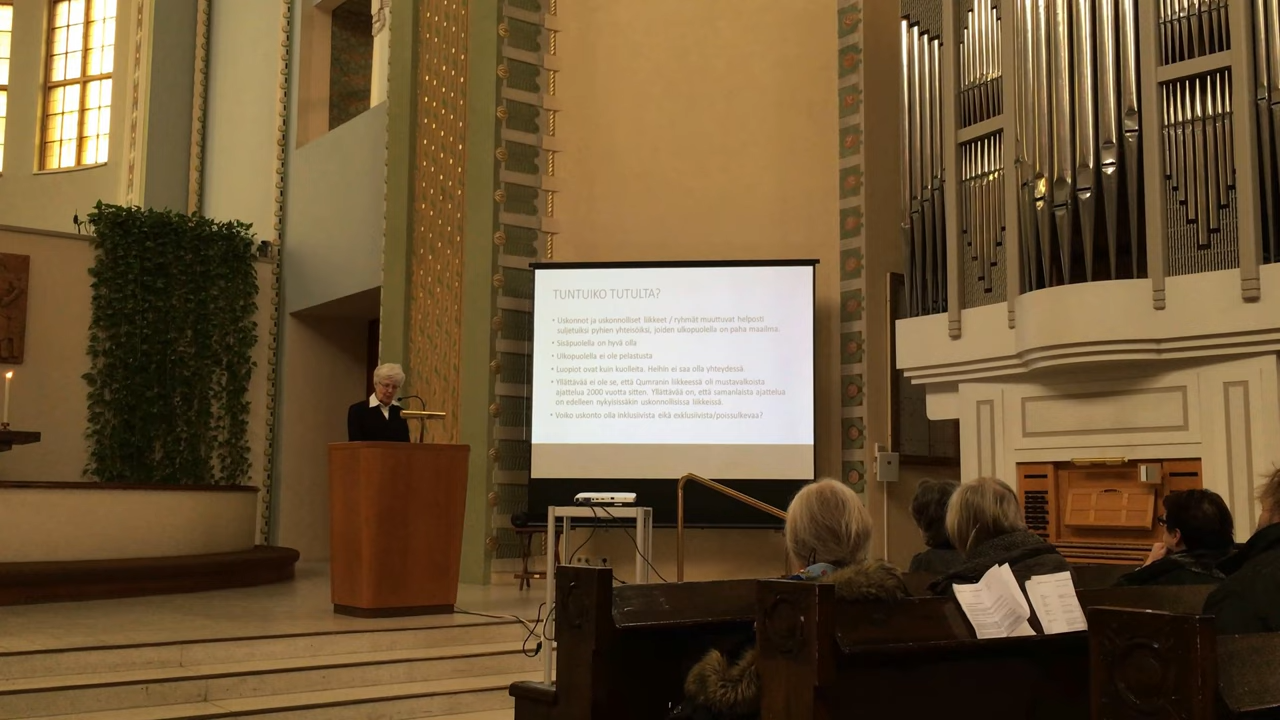 TUNTUIKO TUTULTA?
• Uskonnot ja uskonnolliset liikkeet / ryhmät muuttuvat helposti
suljetuiksi pyhien yhteisöiksi, joiden ulkopuolella on paha maailma.
• Sisäpuolella on hyvä olla
• Ulkopuolella ei ole pelastusta
• Luopiot ovat kuin kuolleita. Heihin ei saa olla yhteydessä
• Yllättävää ei ole se, että Qumranin liikkeessä oli mustavalkoista
ajattelua 2000 vuotta sitten. Yllättävää on, että samanlaista ajattelua
on edelleen nykyisissäkin uskonnollisissa liikkeissä.
• Voiko uskonto olla inklusiivista eikä exklusiivista/poissulkevaa?